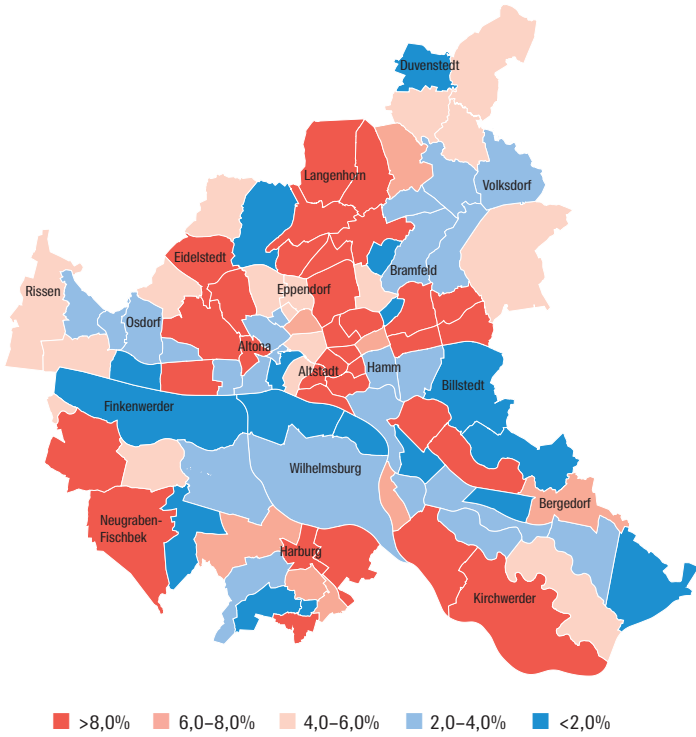 Duvenstedt
Langenhorn
Volksdorf
Eidelstedt
Bramfeld
Rissen
Eppendorf
Osdorf
Altona
Altstadt
Hamm
Billstedt
Finkenwerder
Wilhelmsburg
Bergedorf
Neugraben-
Fischbek
Harburg
Kirchwerder
>8,0% 6,0–8,0% 4,0–6,0% 2,0–4,0% <2,0%